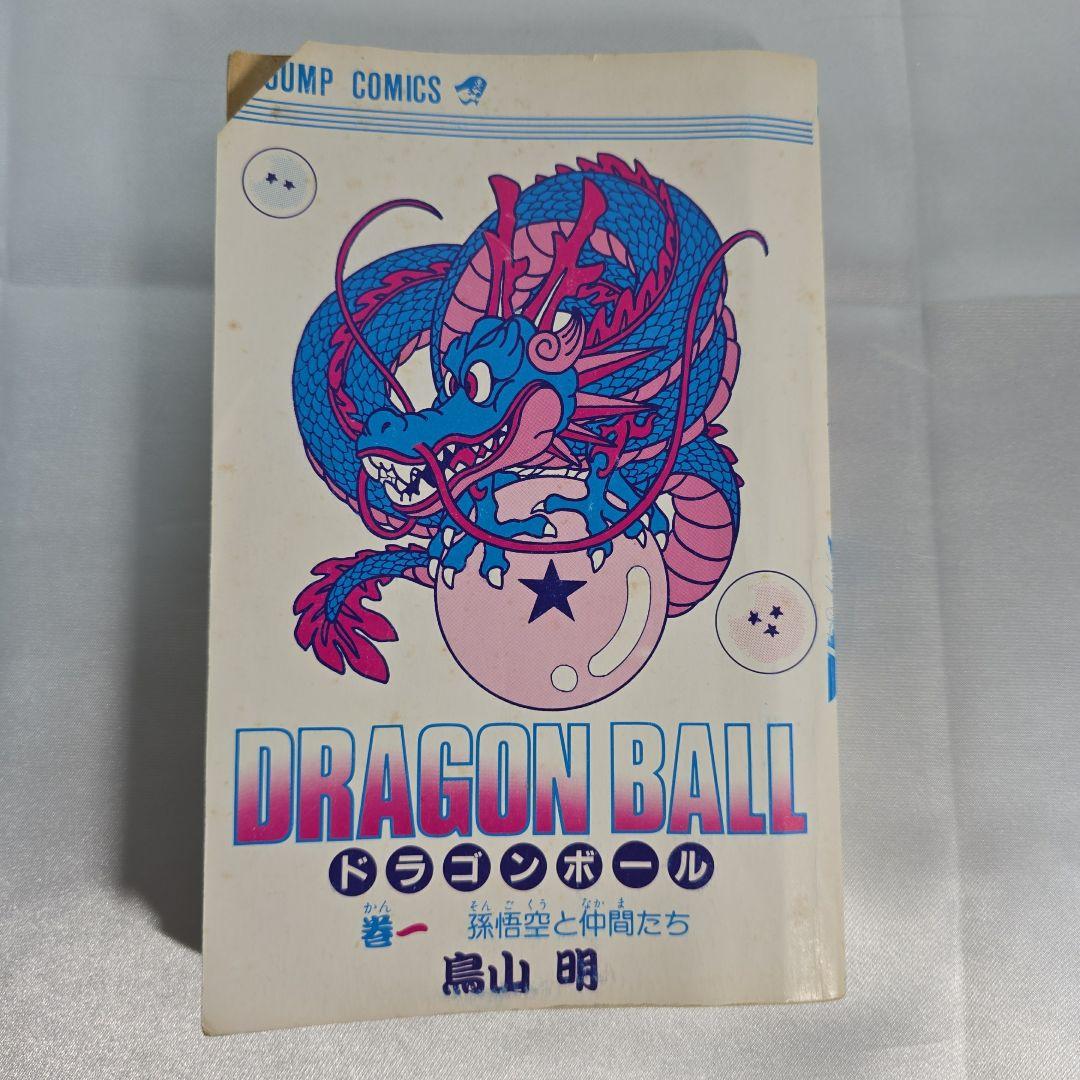 JUMP COMICS
DRAGON BALL
ドラゴンボール
かん そんごくう なかま
巻一 孫悟空と仲間たち
鳥山 明